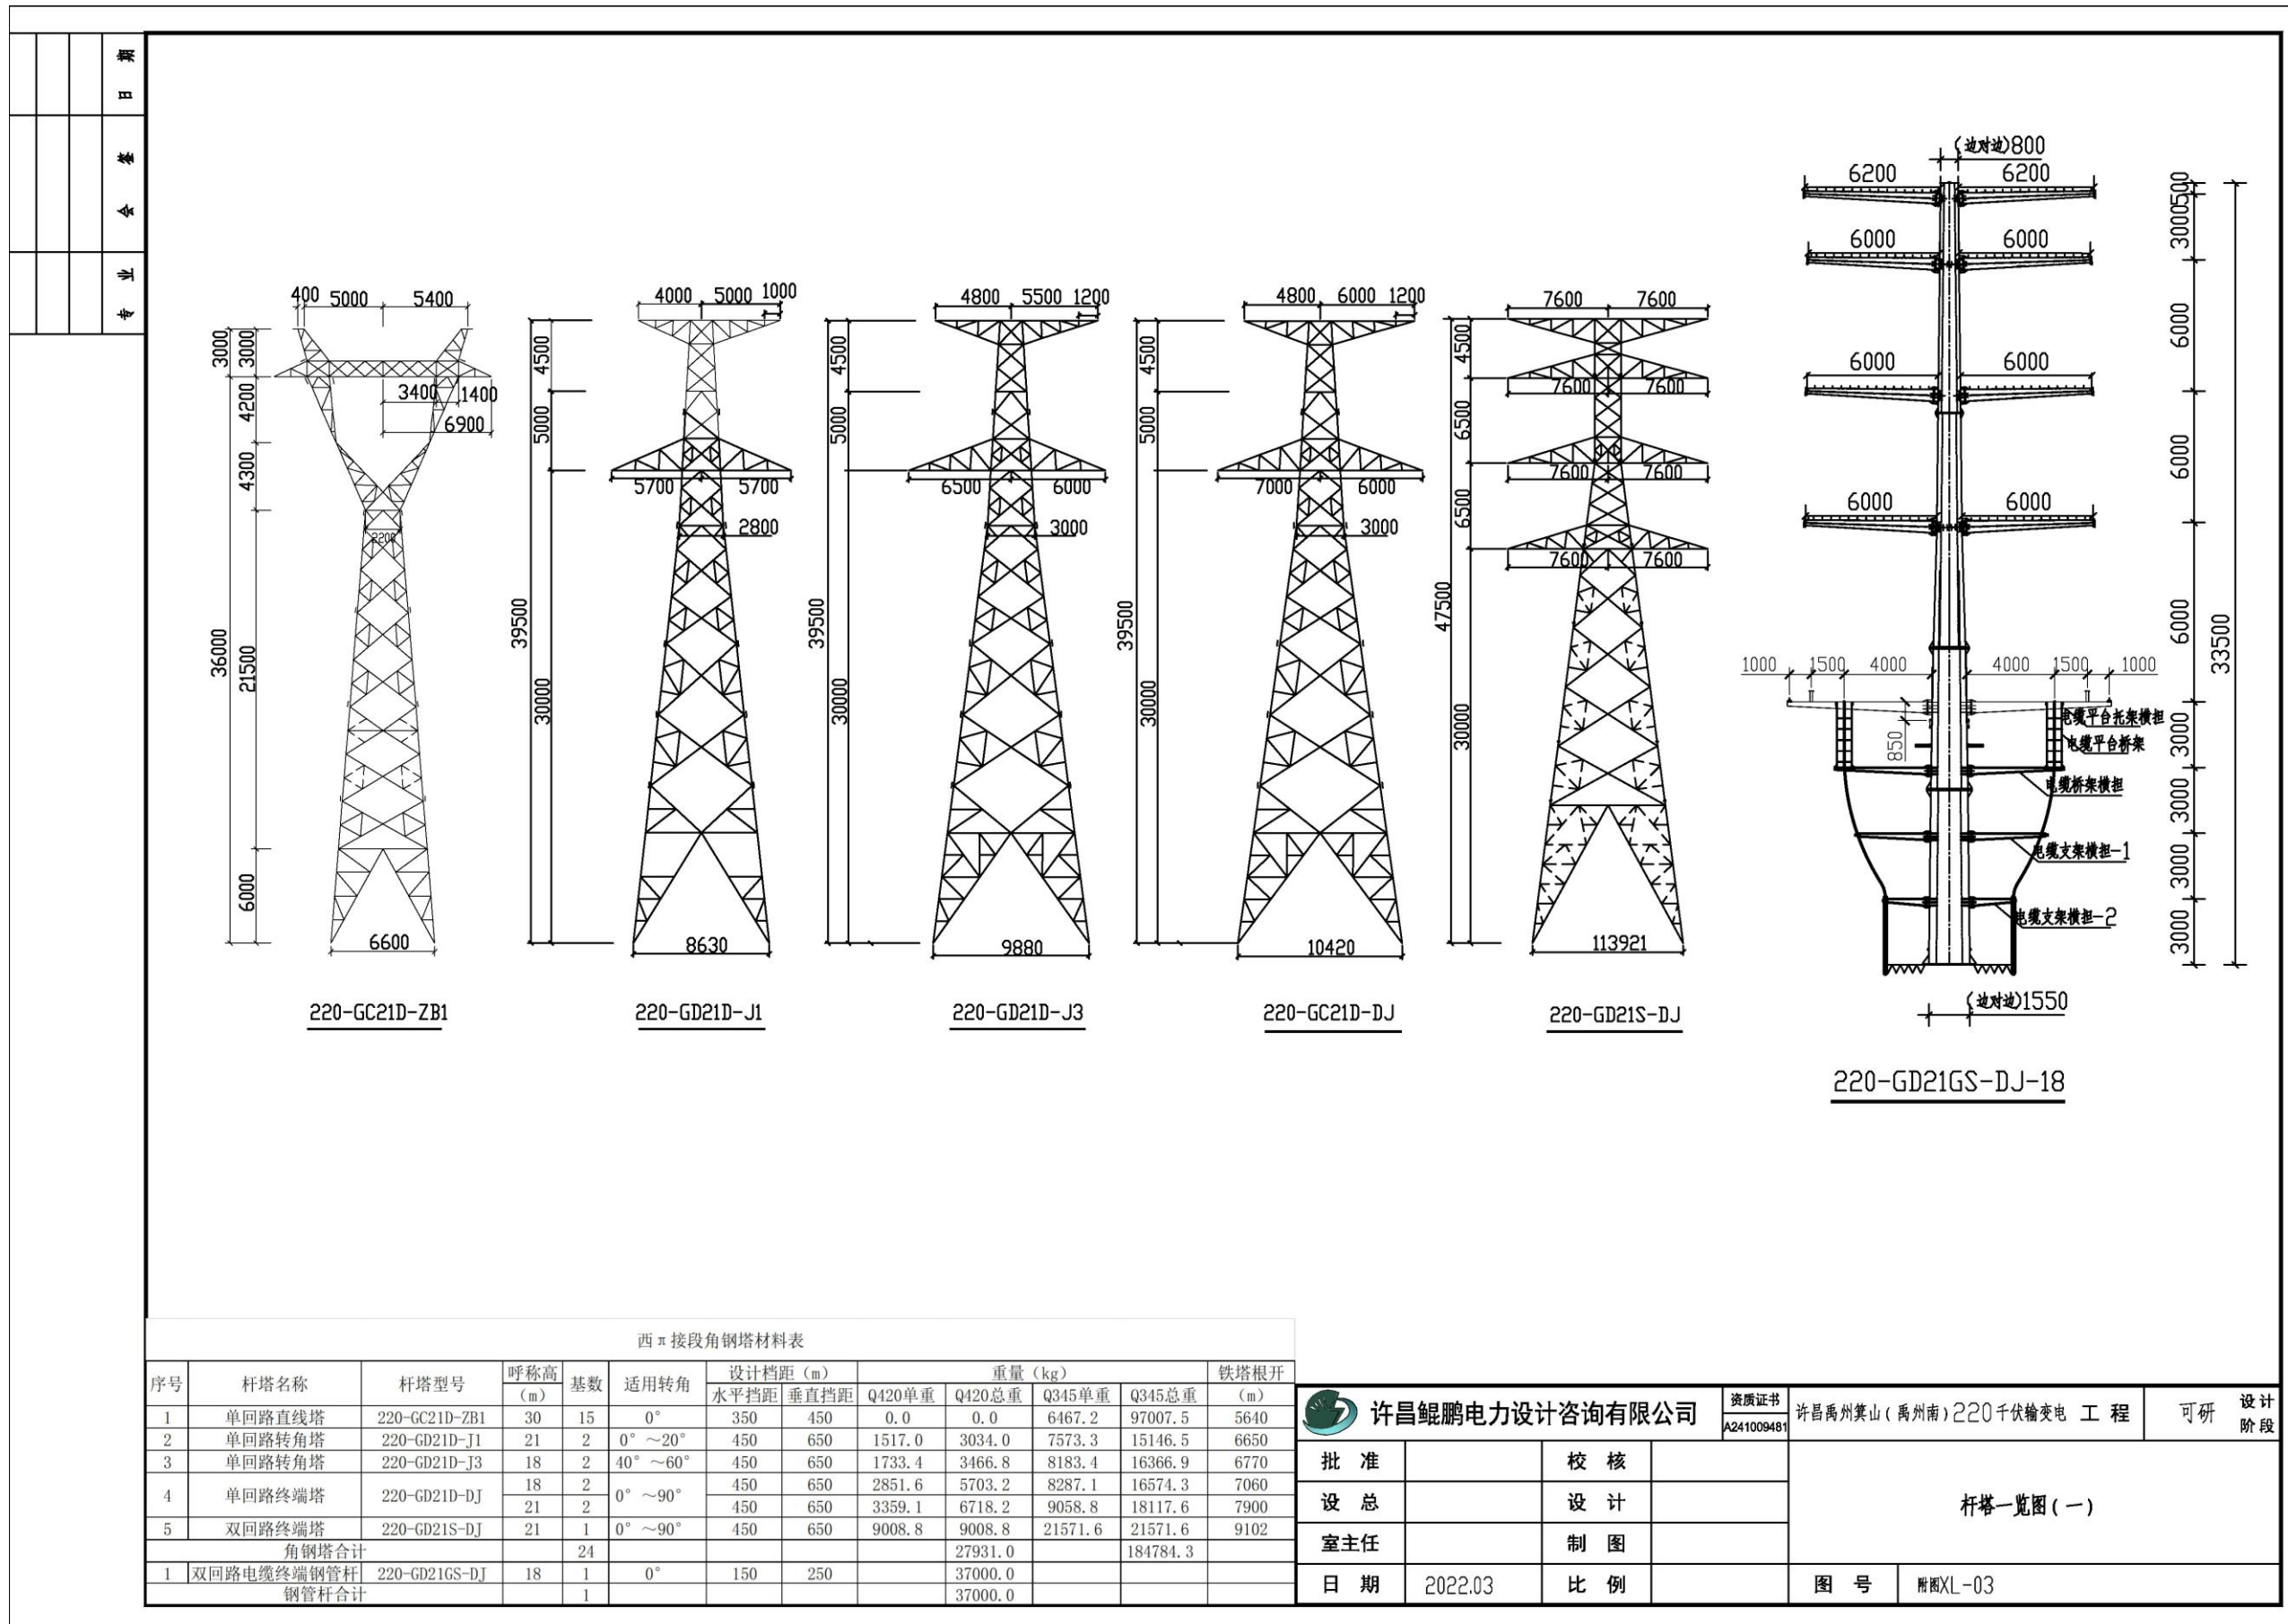 日 期
会 签
专 业
400 5000 5400
3000 3000
3400 1400
6900
4200
4300
2200
36000
21500
6000
6600
220-GC21D-ZB1
4000 5000 1000
4500
5000
5700 5700
2800
39500
30000
8630
220-GD21D-J1
4800 5500 1200
4500
5000
6500 6000
3000
39500
30000
9880
220-GD21D-J3
4800 6000 1200
4500
5000
7000 6000
3000
39500
30000
10420
220-GC21D-DJ
7600 7600
4500
7600 7600
6500
7600 7600
6500
7600 7600
47500
30000
113921
220-GD21S-DJ
(边对边)800
6200 6200
500
3000
6000 6000
6000
6000 6000
6000
6000 6000
6000
33500
1000 1500 4000 4000 1500 1000
850
电缆平台托架横担
电缆平台桥架
3000
电缆桥架横担
3000
电缆支架横担-1
3000
电缆支架横担-2
3000
(边对边)1550
220-GD21GS-DJ-18
西π接段角钢塔材料表
序号 杆塔名称 杆塔型号 呼称高（m） 基数 适用转角 设计档距（m） 重量（kg） 铁塔根开（m）
水平挡距 垂直挡距 Q420单重 Q420总重 Q345单重 Q345总重
1 单回路直线塔 220-GC21D-ZB1 30 15 0° 350 450 0.0 0.0 6467.2 97007.5 5640
2 单回路转角塔 220-GD21D-J1 21 2 0°～20° 450 650 1517.0 3034.0 7573.3 15146.5 6650
3 单回路转角塔 220-GD21D-J3 18 2 40°～60° 450 650 1733.4 3466.8 8183.4 16366.9 6770
4 单回路终端塔 220-GD21D-DJ 18 2 0°～90° 450 650 2851.6 5703.2 8287.1 16574.3 7060
21 2 450 650 3359.1 6718.2 9058.8 18117.6 7900
5 双回路终端塔 220-GD21S-DJ 21 1 0°～90° 450 650 9008.8 9008.8 21571.6 21571.6 9102
角钢塔合计 24 27931.0 184784.3
1 双回路电缆终端钢管杆 220-GD21GS-DJ 18 1 0° 150 250 37000.0
钢管杆合计 1 37000.0
许昌鲲鹏电力设计咨询有限公司
资质证书
A241009481
许昌禹州箕山(禹州南)220千伏输变电 工 程
可研 设计
阶段
批 准 校 核
设 总 设 计
室主任 制 图
杆塔一览图(一)
日 期 2022.03 比 例 图 号 附图XL-03